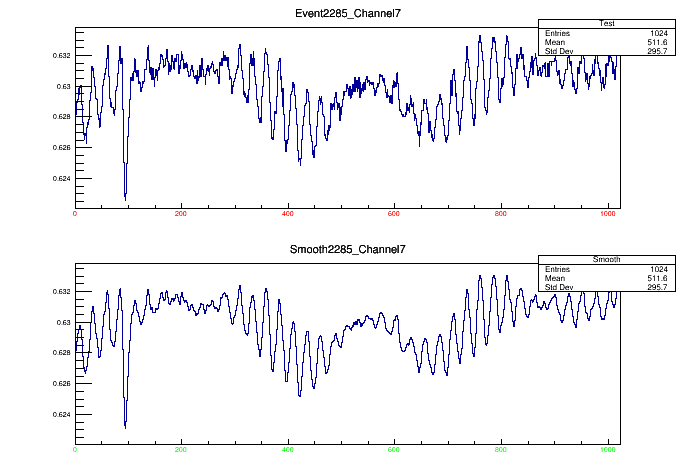 Event2285_Channel7
Test
Entries 1024
Mean 511.6
Std Dev 295.7
0.632
0.63
0.628
0.626
0.624
0 200 400 600 800 1000
Smooth2285_Channel7
Smooth
Entries 1024
Mean 511.6
Std Dev 295.7
0.632
0.63
0.628
0.626
0.624
0 200 400 600 800 1000